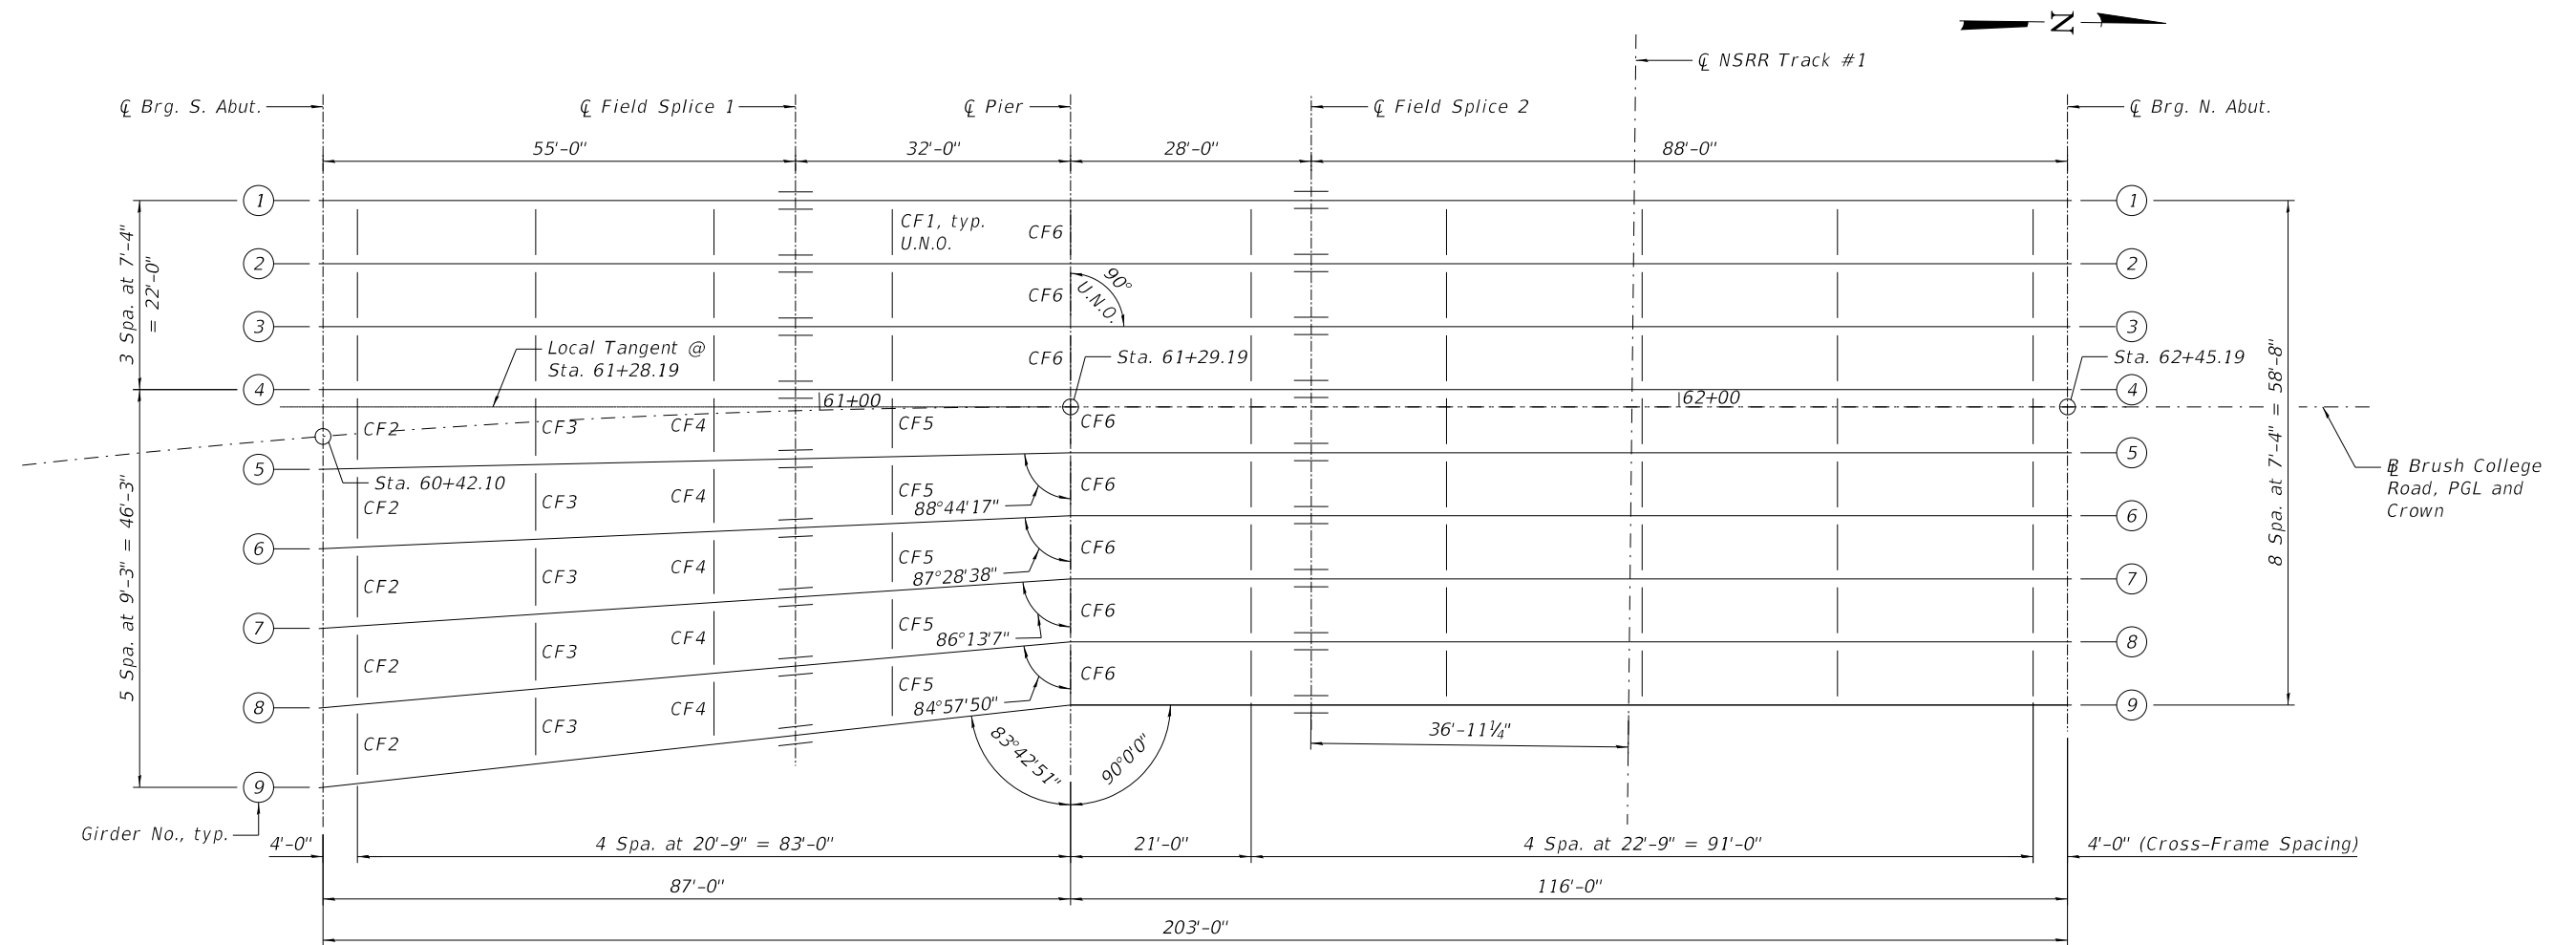 N
℄ NSRR Track #1
℄ Brg. S. Abut.
℄ Field Splice 1
℄ Pier
℄ Field Splice 2
℄ Brg. N. Abut.
55'-0"
32'-0"
28'-0"
88'-0"
3 Spa. at 7'-4"
= 22'-0"
5 Spa. at 9'-3" = 46'-3"
8 Spa. at 7'-4" = 58'-8"
1
1
CF1, typ.
U.N.O.
CF6
2
2
90°
U.N.O.
CF6
3
3
Local Tangent @
Sta. 61+28.19
CF6
Sta. 61+29.19
Sta. 62+45.19
4
4
61+00
62+00
CF2
CF3
CF4
CF5
CF6
5
5
Sta. 60+42.10
B Brush College
Road, PGL and
Crown
CF2
CF3
CF4
CF5
CF6
88°44'17"
6
6
CF2
CF3
CF4
CF5
CF6
87°28'38"
7
7
CF2
CF3
CF4
CF5
CF6
86°13'7"
8
8
CF2
CF3
CF4
CF5
CF6
84°57'50"
9
9
83°42'51"
90°0'0"
36'-11¼"
Girder No., typ.
4'-0"
4 Spa. at 20'-9" = 83'-0"
21'-0"
4 Spa. at 22'-9" = 91'-0"
4'-0" (Cross-Frame Spacing)
87'-0"
116'-0"
203'-0"